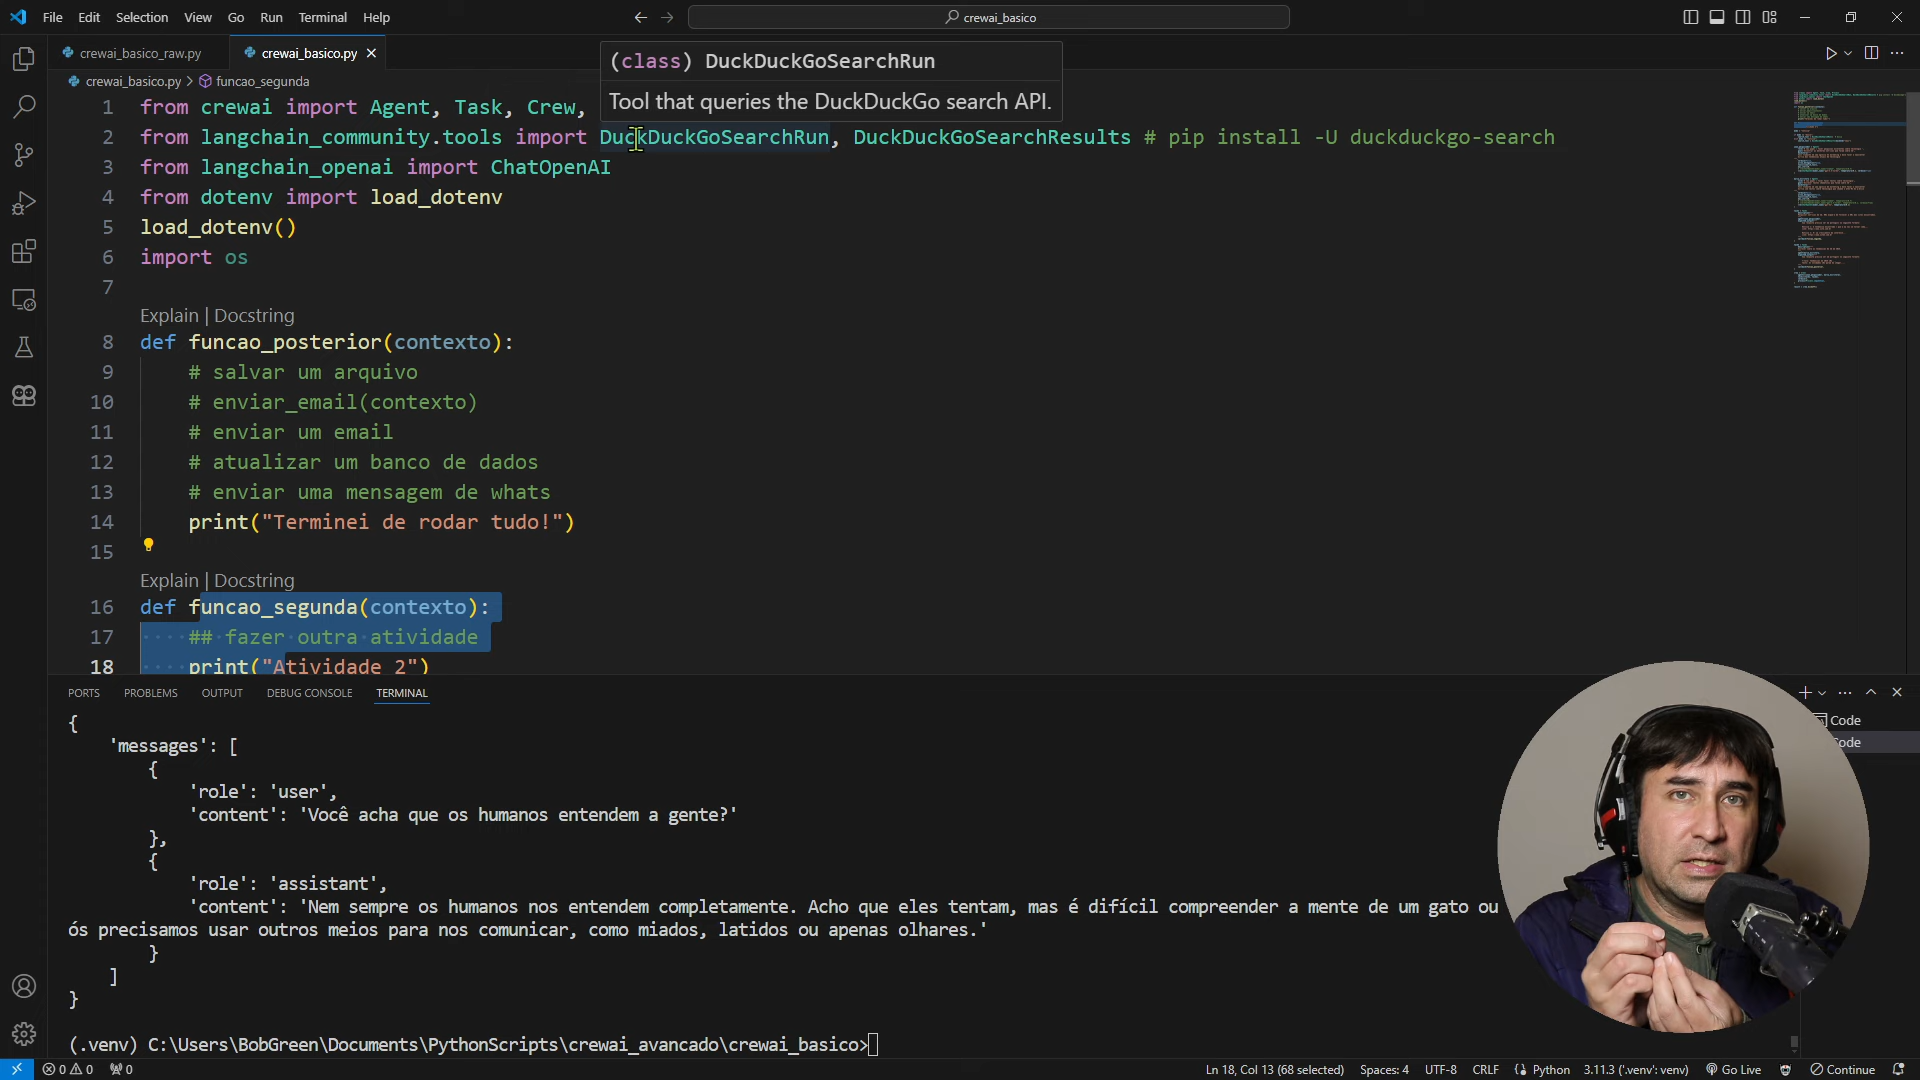 File Edit Selection View Go Run Terminal Help
crewai_basico
crewai_basico_raw.py
crewai_basico.py
crewai_basico.py > funcao_segunda
(class) DuckDuckGoSearchRun
Tool that queries the DuckDuckGo search API.
1 from crewai import Agent, Task, Crew,
2 from langchain_community.tools import DuckDuckGoSearchRun, DuckDuckGoSearchResults # pip install -U duckduckgo-search
3 from langchain_openai import ChatOpenAI
4 from dotenv import load_dotenv
5 load_dotenv()
6 import os
7
Explain | Docstring
8 def funcao_posterior(contexto):
9 # salvar um arquivo
10 # enviar_email(contexto)
11 # enviar um email
12 # atualizar um banco de dados
13 # enviar uma mensagem de whats
14 print("Terminei de rodar tudo!")
15
Explain | Docstring
16 def funcao_segunda(contexto):
17 ## fazer outra atividade
18 print("Atividade 2")
PORTS PROBLEMS OUTPUT DEBUG CONSOLE TERMINAL
Code
Code
{
'messages': [
{
'role': 'user',
'content': 'Você acha que os humanos entendem a gente?'
},
{
'role': 'assistant',
'content': 'Nem sempre os humanos nos entendem completamente. Acho que eles tentam, mas é difícil compreender a mente de um gato ou
ós precisamos usar outros meios para nos comunicar, como miados, latidos ou apenas olhares.'
}
]
}
(.venv) C:\Users\BobGreen\Documents\PythonScripts\crewai_avancado\crewai_basico>
0 0 0 Ln 18, Col 13 (68 selected) Spaces: 4 UTF-8 CRLF Python 3.11.3 ('.venv': venv) Go Live Continue